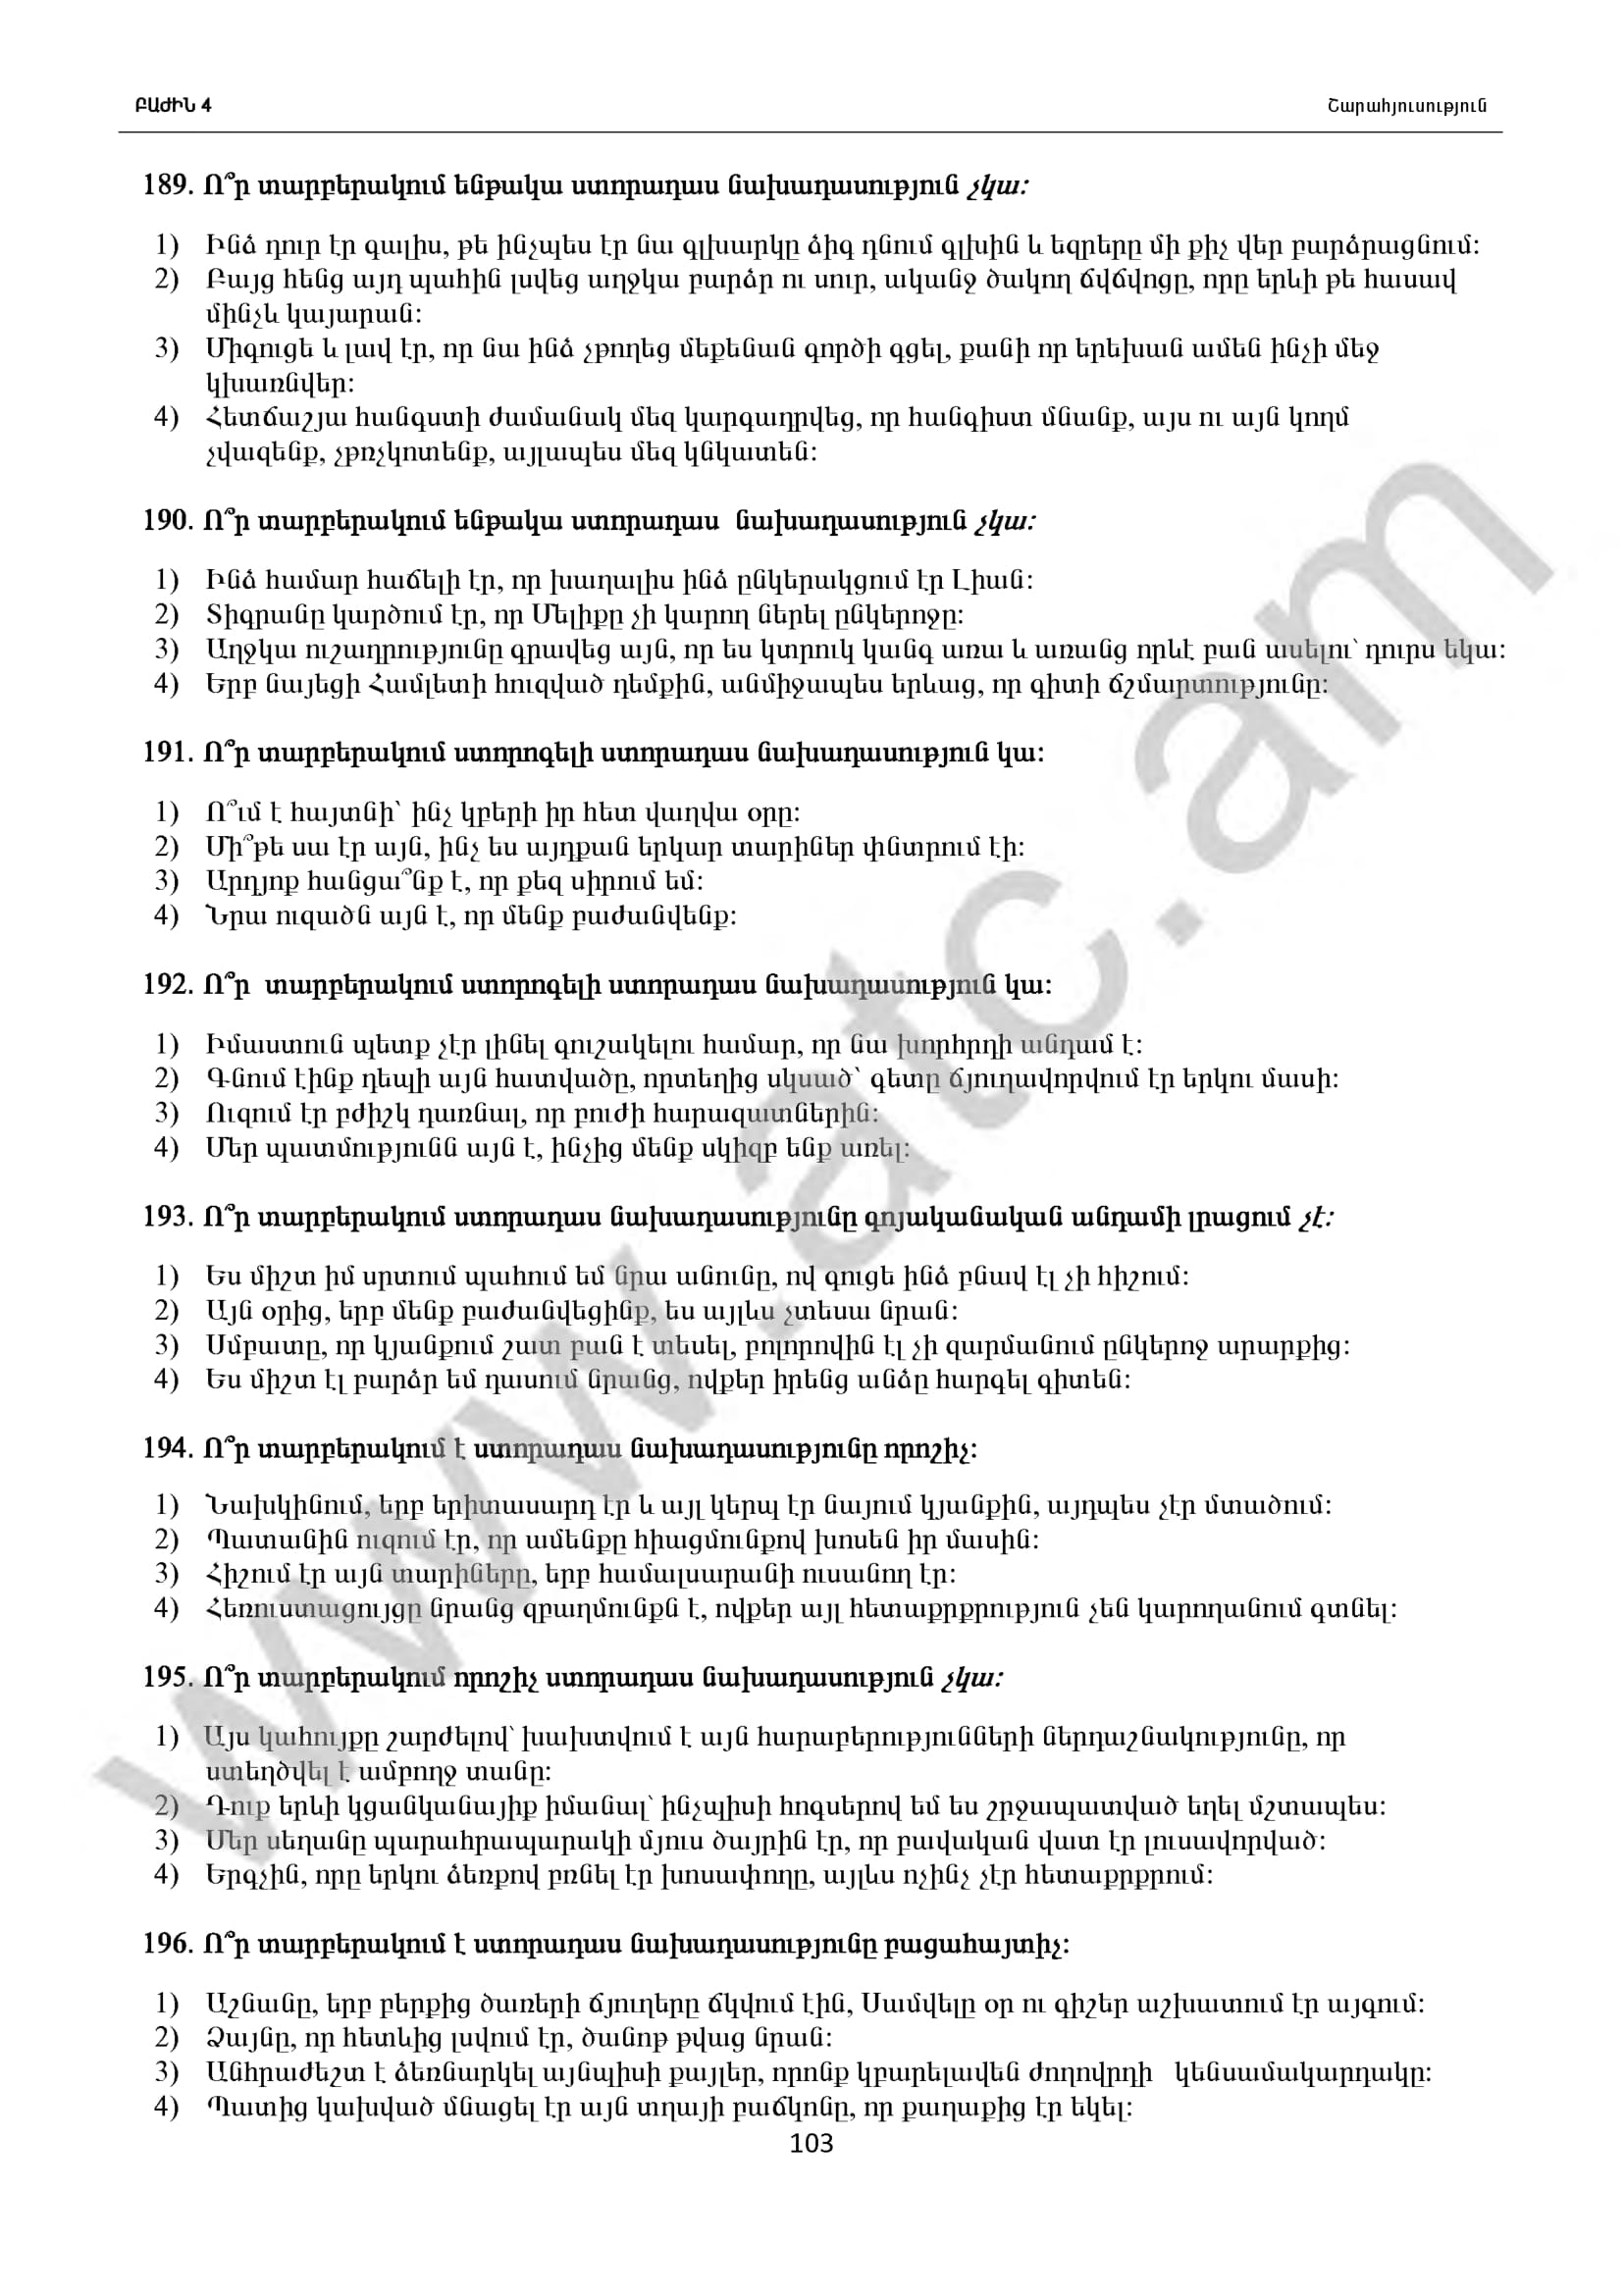 ԲԱԺԻՆ 4 Շարահյուսություն
189. Ո՞ր տարբերակում ենթակա ստորադաս նախադասություն չկա:
1) Ինձ դուր էր գալիս, թե ինչպես էր նա գլխարկը ձիգ դնում գլխին և եզրերը մի քիչ վեր բարձրացնում:
2) Բայց հենց այդ պահին լսվեց աղջկա բարձր ու սուր, ականջ ծակող ճվճվոցը, որը երևի թե հասավ
մինչև կայարան:
3) Միգուցե և լավ էր, որ նա ինձ չթողեց մեքենան գործի գցել, քանի որ երեխան ամեն ինչի մեջ
կխառնվեր:
4) Հետճաշյա հանգստի ժամանակ մեզ կարգադրվեց, որ հանգիստ մնանք, այս ու այն կողմ
չվազենք, չթռչկոտենք, այլապես մեզ կնկատեն:
190. Ո՞ր տարբերակում ենթակա ստորադաս նախադասություն չկա:
1) Ինձ համար հաճելի էր, որ խաղալիս ինձ ընկերակցում էր Լիան:
2) Տիգրանը կարծում էր, որ Մելիքը չի կարող ներել ընկերոջը:
3) Աղջկա ուշադրությունը գրավեց այն, որ ես կտրուկ կանգ առա և առանց որևէ բան ասելու՝ դուրս եկա:
4) Երբ նայեցի Համլետի հուզված դեմքին, անմիջապես երևաց, որ գիտի ճշմարտությունը:
191. Ո՞ր տարբերակում ստորոգելի ստորադաս նախադասություն կա:
1) Ո՞ւմ է հայտնի՝ ինչ կբերի իր հետ վաղվա օրը:
2) Մի՞թե սա էր այն, ինչ ես այդքան երկար տարիներ փնտրում էի:
3) Արդյոք հանցա՞նք է, որ քեզ սիրում եմ:
4) Նրա ուզածն այն է, որ մենք բաժանվենք:
192. Ո՞ր տարբերակում ստորոգելի ստորադաս նախադասություն կա:
1) Իմաստուն պետք չէր լինել գուշակելու համար, որ նա խորհրդի անդամ է:
2) Գնում էինք դեպի այն հատվածը, որտեղից սկսած՝ գետը ճյուղավորվում էր երկու մասի:
3) Ուզում էր բժիշկ դառնալ, որ բուժի հարազատներին:
4) Մեր պատմությունն այն է, ինչից մենք սկիզբ ենք առել:
193. Ո՞ր տարբերակում ստորադաս նախադասությունը գոյականական անդամի լրացում չէ:
1) Ես միշտ իմ սրտում պահում եմ նրա անունը, ով գուցե ինձ բնավ էլ չի հիշում:
2) Այն օրից, երբ մենք բաժանվեցինք, ես այլևս չտեսա նրան:
3) Սմբատը, որ կյանքում շատ բան է տեսել, բոլորովին էլ չի զարմանում ընկերոջ արարքից:
4) Ես միշտ էլ բարձր եմ դասում նրանց, ովքեր իրենց անձը հարգել գիտեն:
194. Ո՞ր տարբերակում է ստորադաս նախադասությունը որոշիչ:
1) Նախկինում, երբ երիտասարդ էր և այլ կերպ էր նայում կյանքին, այդպես չէր մտածում:
2) Պատանին ուզում էր, որ ամենքը հիացմունքով խոսեն իր մասին:
3) Հիշում էր այն տարիները, երբ համալսարանի ուսանող էր:
4) Հեռուստացույցը նրանց զբաղմունքն է, ովքեր այլ հետաքրքրություն չեն կարողանում գտնել:
195. Ո՞ր տարբերակում որոշիչ ստորադաս նախադասություն չկա:
1) Այս կահույքը շարժելով՝ խախտվում է այն հարաբերությունների ներդաշնակությունը, որ
ստեղծվել է ամբողջ տանը:
2) Դուք երևի կցանկանայիք իմանալ՝ ինչպիսի հոգսերով եմ ես շրջապատված եղել մշտապես:
3) Մեր սեղանը պարահրապարակի մյուս ծայրին էր, որ բավական վատ էր լուսավորված:
4) Երգչին, որը երկու ձեռքով բռնել էր խոսափողը, այլևս ոչինչ չէր հետաքրքրում:
196. Ո՞ր տարբերակում է ստորադաս նախադասությունը բացահայտիչ:
1) Աշնանը, երբ բերքից ծառերի ճյուղերը ճկվում էին, Սամվելը օր ու գիշեր աշխատում էր այգում:
2) Ձայնը, որ հետևից լսվում էր, ծանոթ թվաց նրան:
3) Անհրաժեշտ է ձեռնարկել այնպիսի քայլեր, որոնք կբարելավեն ժողովրդի կենսամակարդակը:
4) Պատից կախված մնացել էր այն տղայի բաճկոնը, որ քաղաքից էր եկել:
103
www.atc.am